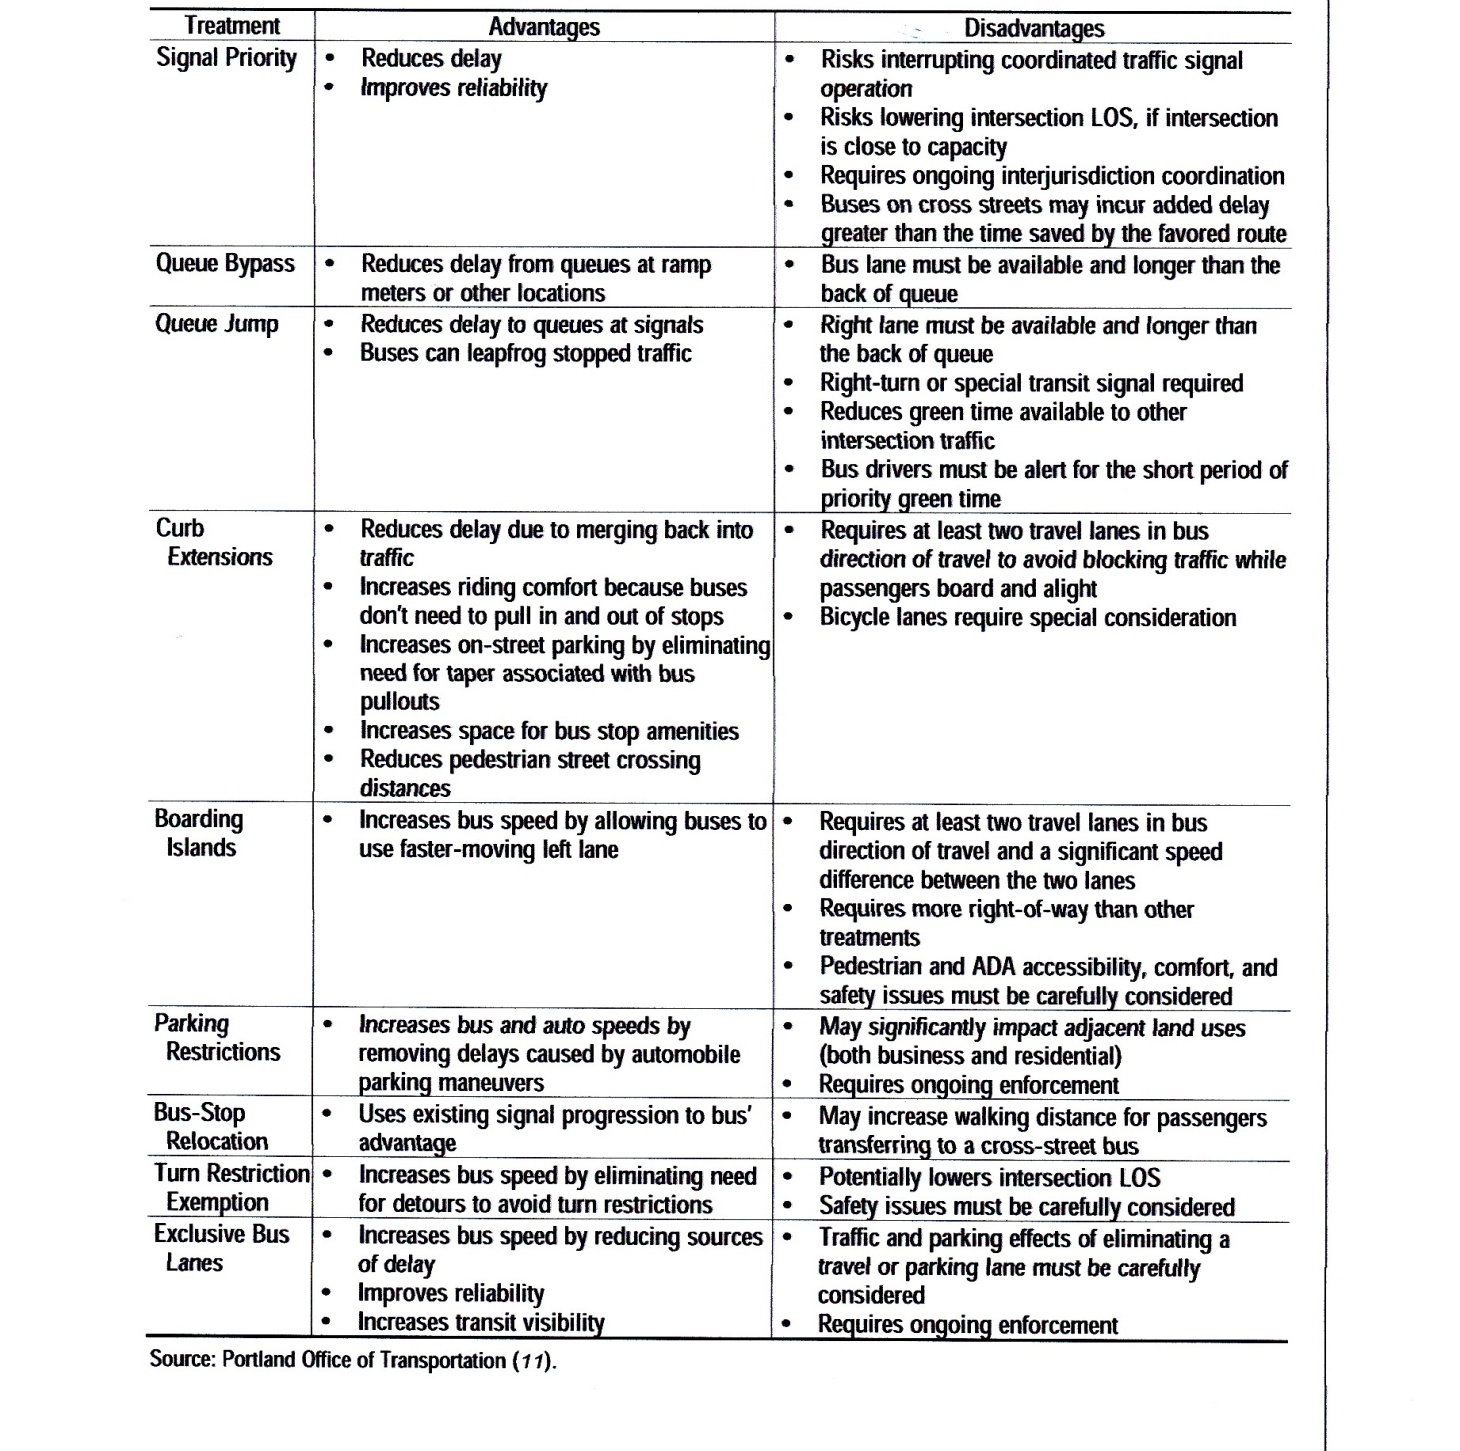 Treatment Advantages Disadvantages
Signal Priority
• Reduces delay
• Improves reliability
• Risks interrupting coordinated traffic signal
operation
• Risks lowering intersection LOS, if intersection
is close to capacity
• Requires ongoing interjurisdiction coordination
• Buses on cross streets may incur added delay
greater than the time saved by the favored route
Queue Bypass
• Reduces delay from queues at ramp
meters or other locations
• Bus lane must be available and longer than the
back of queue
Queue Jump
• Reduces delay to queues at signals
• Buses can leapfrog stopped traffic
• Right lane must be available and longer than
the back of queue
• Right-turn or special transit signal required
• Reduces green time available to other
intersection traffic
• Bus drivers must be alert for the short period of
priority green time
Curb
Extensions
• Reduces delay due to merging back into
traffic
• Increases riding comfort because buses
don't need to pull in and out of stops
• Increases on-street parking by eliminating
need for taper associated with bus
pullouts
• Increases space for bus stop amenities
• Reduces pedestrian street crossing
distances
• Requires at least two travel lanes in bus
direction of travel to avoid blocking traffic while
passengers board and alight
• Bicycle lanes require special consideration
Boarding
Islands
• Increases bus speed by allowing buses to
use faster-moving left lane
• Requires at least two travel lanes in bus
direction of travel and a significant speed
difference between the two lanes
• Requires more right-of-way than other
treatments
• Pedestrian and ADA accessibility, comfort, and
safety issues must be carefully considered
Parking
Restrictions
• Increases bus and auto speeds by
removing delays caused by automobile
parking maneuvers
• May significantly impact adjacent land uses
(both business and residential)
• Requires ongoing enforcement
Bus-Stop
Relocation
• Uses existing signal progression to bus'
advantage
• May increase walking distance for passengers
transferring to a cross-street bus
Turn Restriction
Exemption
• Increases bus speed by eliminating need
for detours to avoid turn restrictions
• Potentially lowers intersection LOS
• Safety issues must be carefully considered
Exclusive Bus
Lanes
• Increases bus speed by reducing sources
of delay
• Improves reliability
• Increases transit visibility
• Traffic and parking effects of eliminating a
travel or parking lane must be carefully
considered
• Requires ongoing enforcement
Source: Portland Office of Transportation (11).